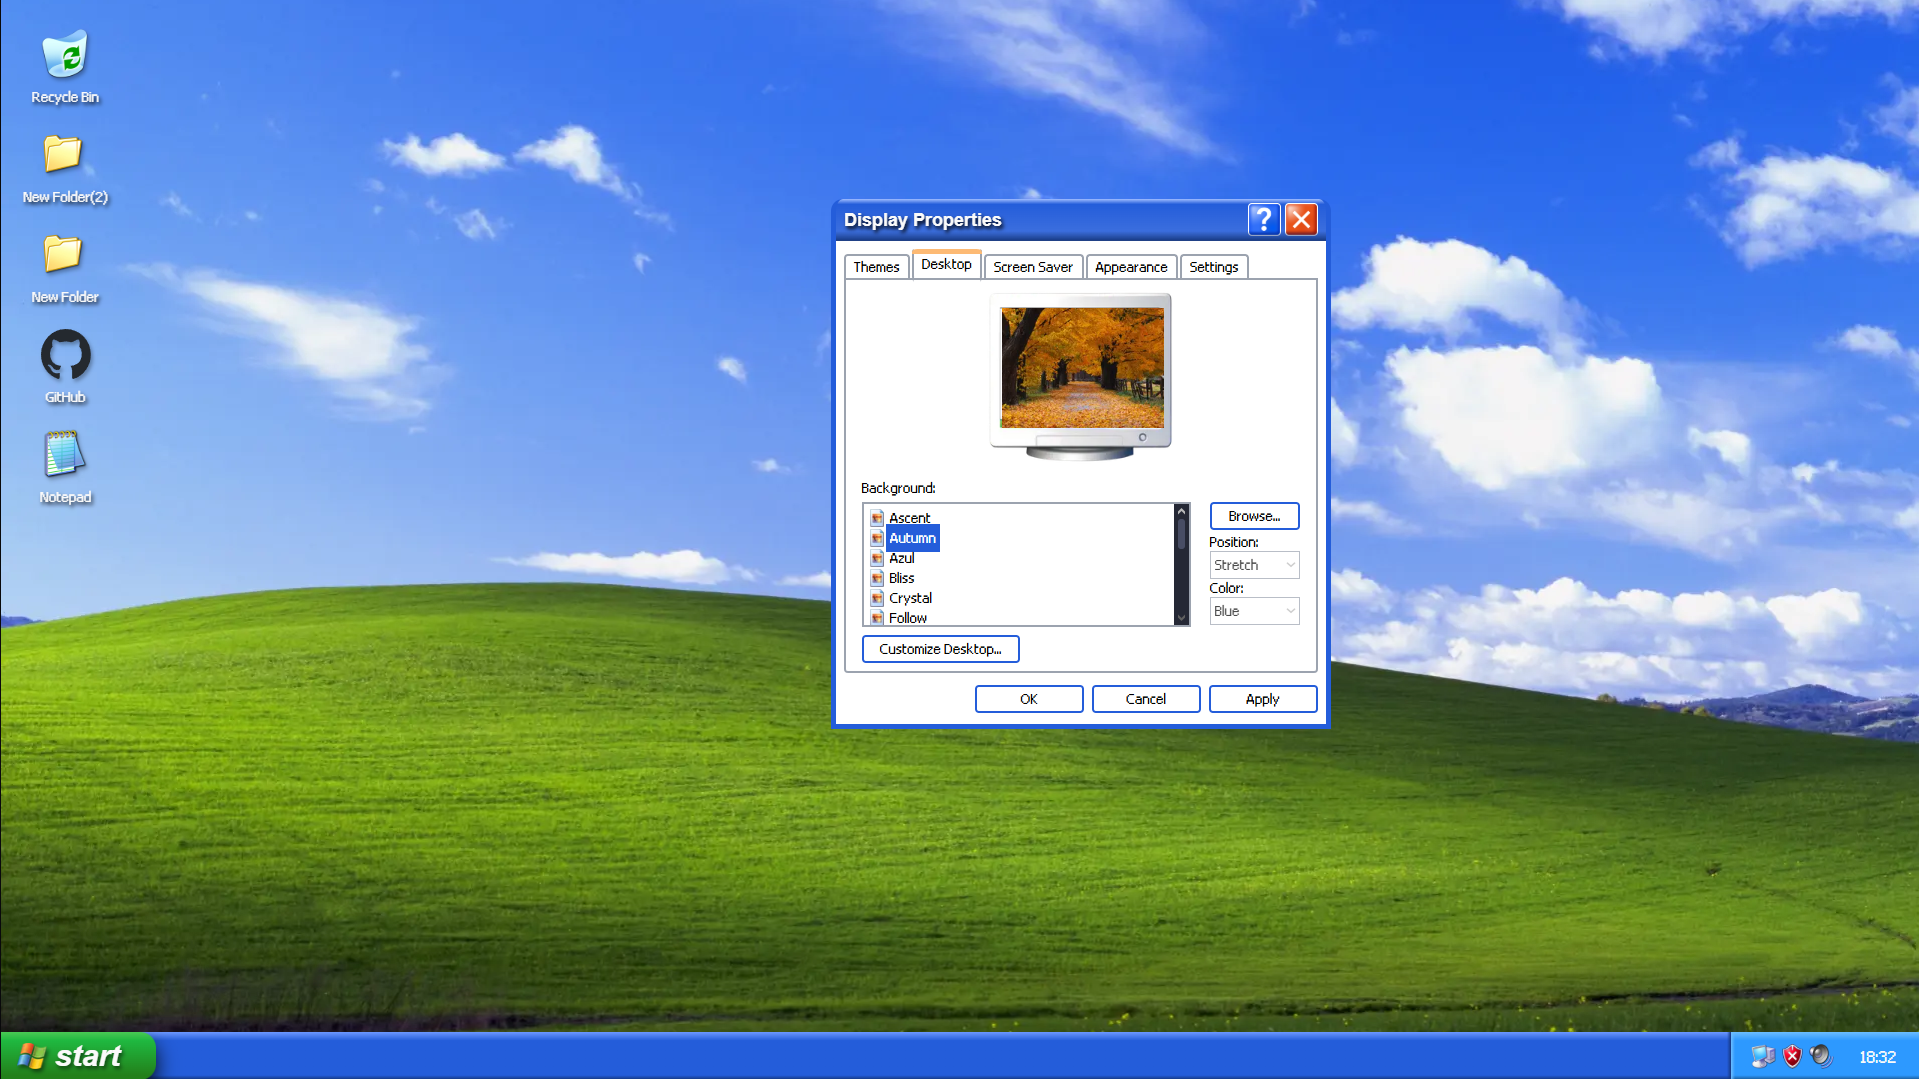 Recycle Bin
New Folder(2)
New Folder
GitHub
Notepad
Display Properties
?
Themes Desktop Screen Saver Appearance Settings
Background:
Ascent
Autumn
Azul
Bliss
Crystal
Follow
Browse...
Position:
Stretch
Color:
Blue
Customize Desktop...
OK Cancel Apply
start
18:32